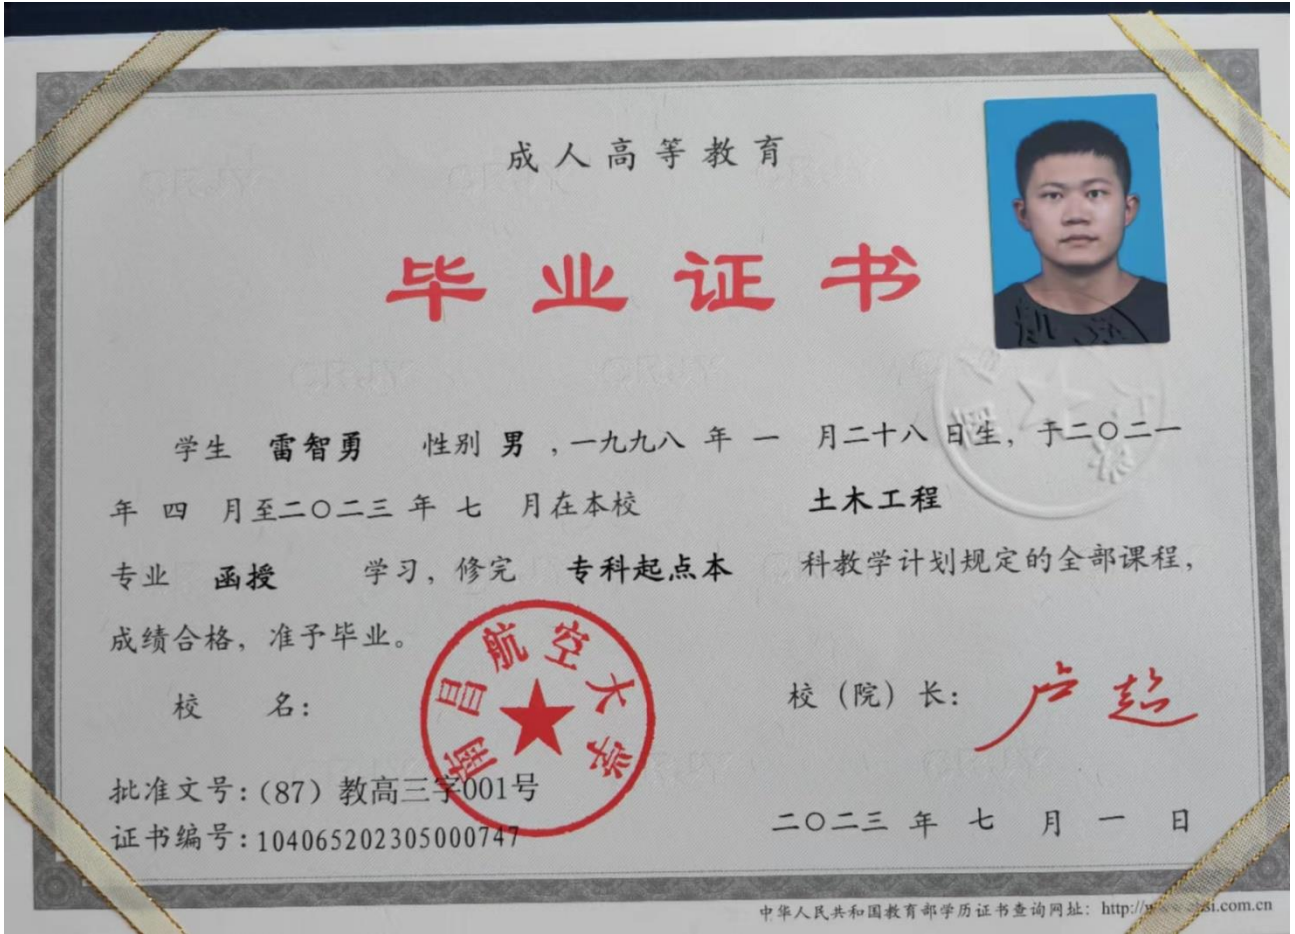 成人高等教育
毕业证书
学生 雷智勇 性别 男 ,一九九八 年 一 月二十八 日生, 于二〇二一
年 四 月至二〇二三 年 七 月在本校 土木工程
专业 函授 学习, 修完 专科起点本 科教学计划规定的全部课程,
成绩合格, 准予毕业。
校 名:
南昌航空大学
校 (院) 长: 卢超
批准文号: (87) 教高三字001号
证书编号: 104065202305000747
二〇二三 年 七 月 一 日
中华人民共和国教育部学历证书查询网址: http://www.chsi.com.cn